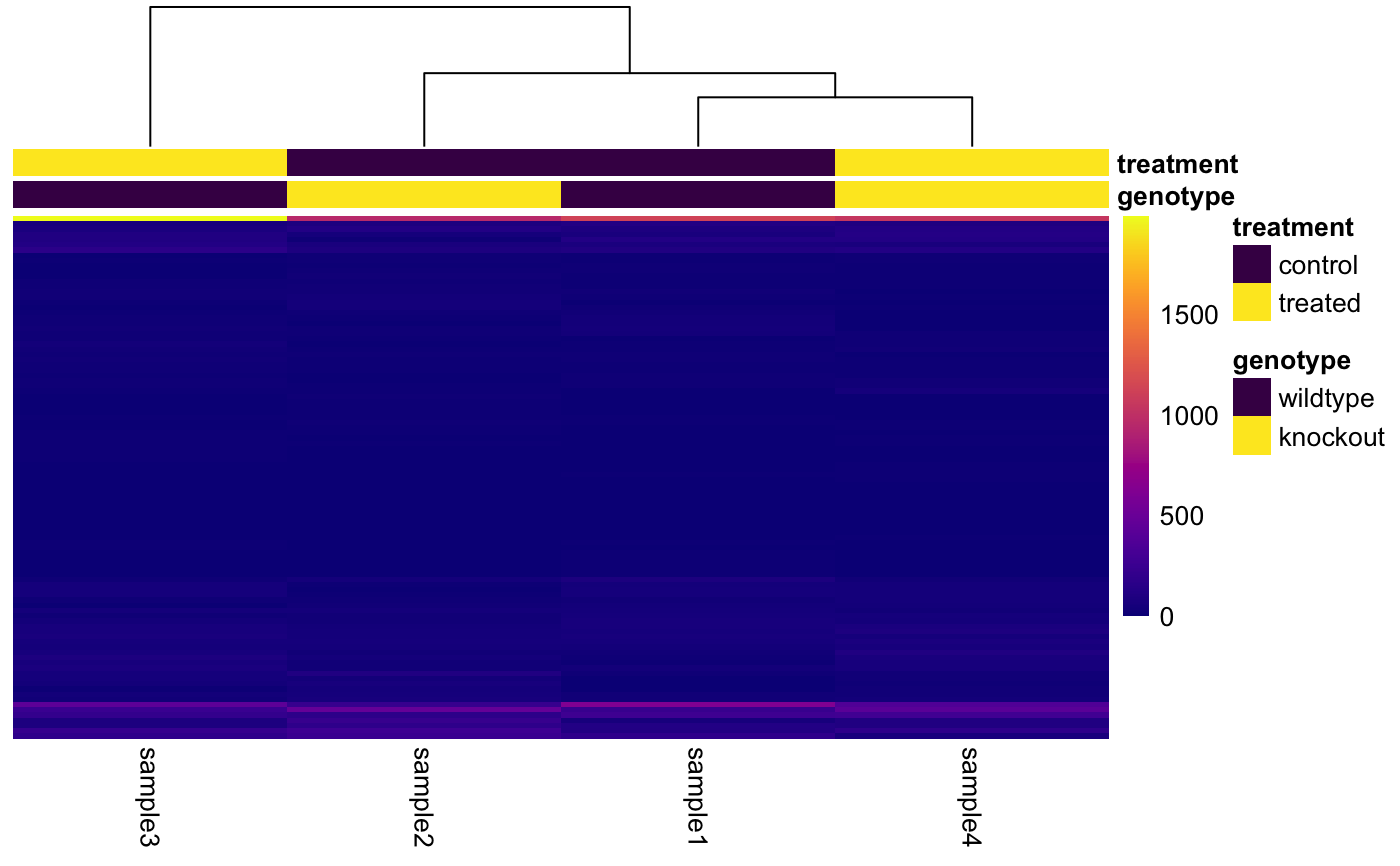 treatment
genotype
treatment
control
treated
genotype
wildtype
knockout
1500
1000
500
0
sample3
sample2
sample1
sample4